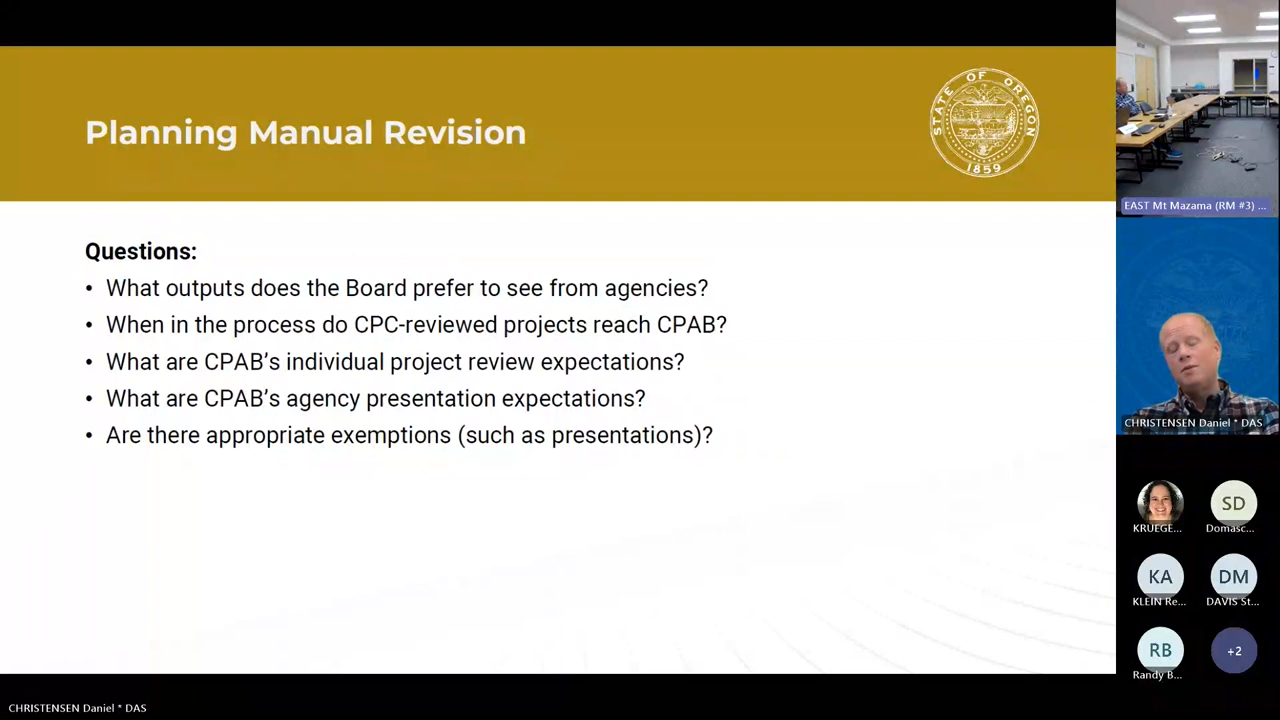 Planning Manual Revision
STATE OF OREGON
1859
Questions:
• What outputs does the Board prefer to see from agencies?
• When in the process do CPC-reviewed projects reach CPAB?
• What are CPAB’s individual project review expectations?
• What are CPAB’s agency presentation expectations?
• Are there appropriate exemptions (such as presentations)?
EAST Mt Mazama (RM #3) ...
CHRISTENSEN Daniel * DAS
KRUEGE...
SD
Domasc...
KA
KLEIN Re...
DM
DAVIS St...
RB
Randy B...
+2
CHRISTENSEN Daniel * DAS